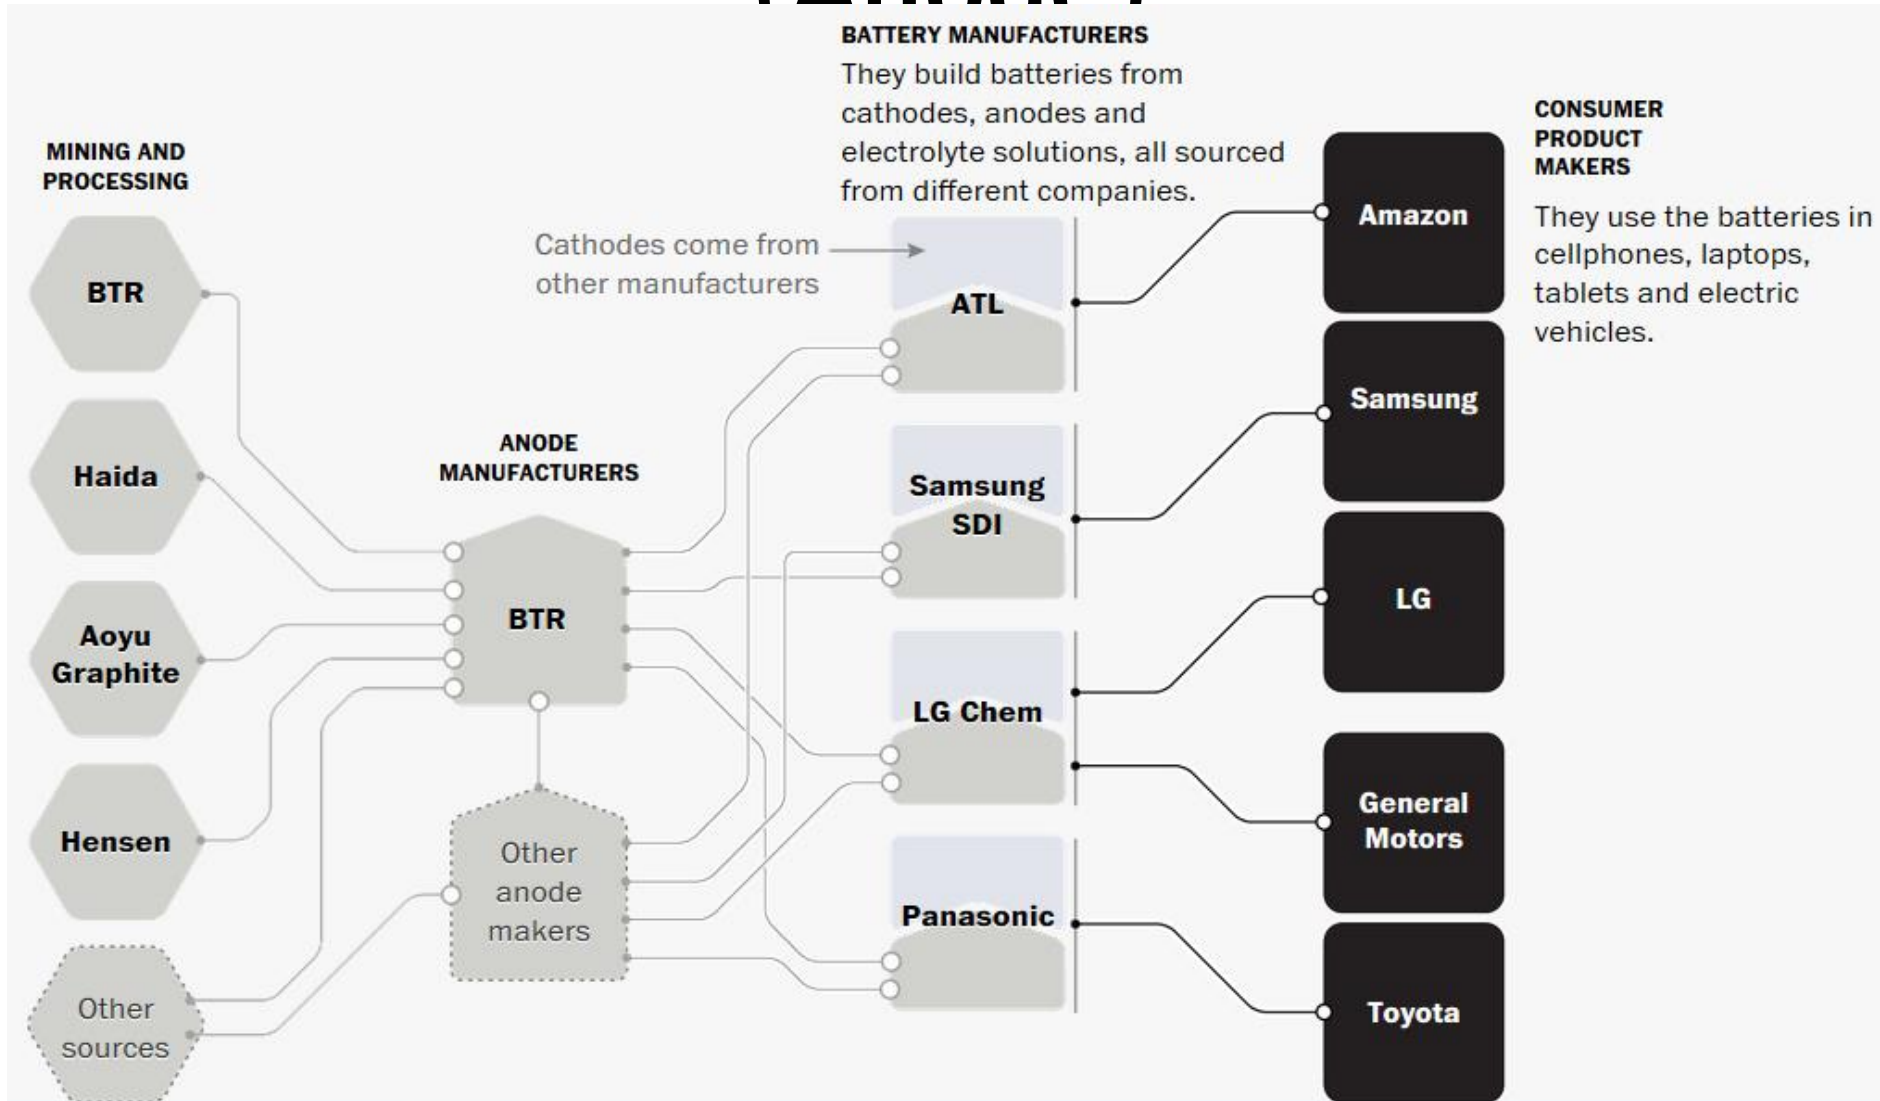 BATTERY MANUFACTURERS
They build batteries from
cathodes, anodes and
electrolyte solutions, all sourced
from different companies.
CONSUMER
PRODUCT
MAKERS
They use the batteries in
cellphones, laptops,
tablets and electric
vehicles.
MINING AND
PROCESSING
BTR
Haida
Aoyu
Graphite
Hensen
Other
sources
ANODE
MANUFACTURERS
BTR
Other
anode
makers
Cathodes come from
other manufacturers
ATL
Samsung
SDI
LG Chem
Panasonic
Amazon
Samsung
LG
General
Motors
Toyota